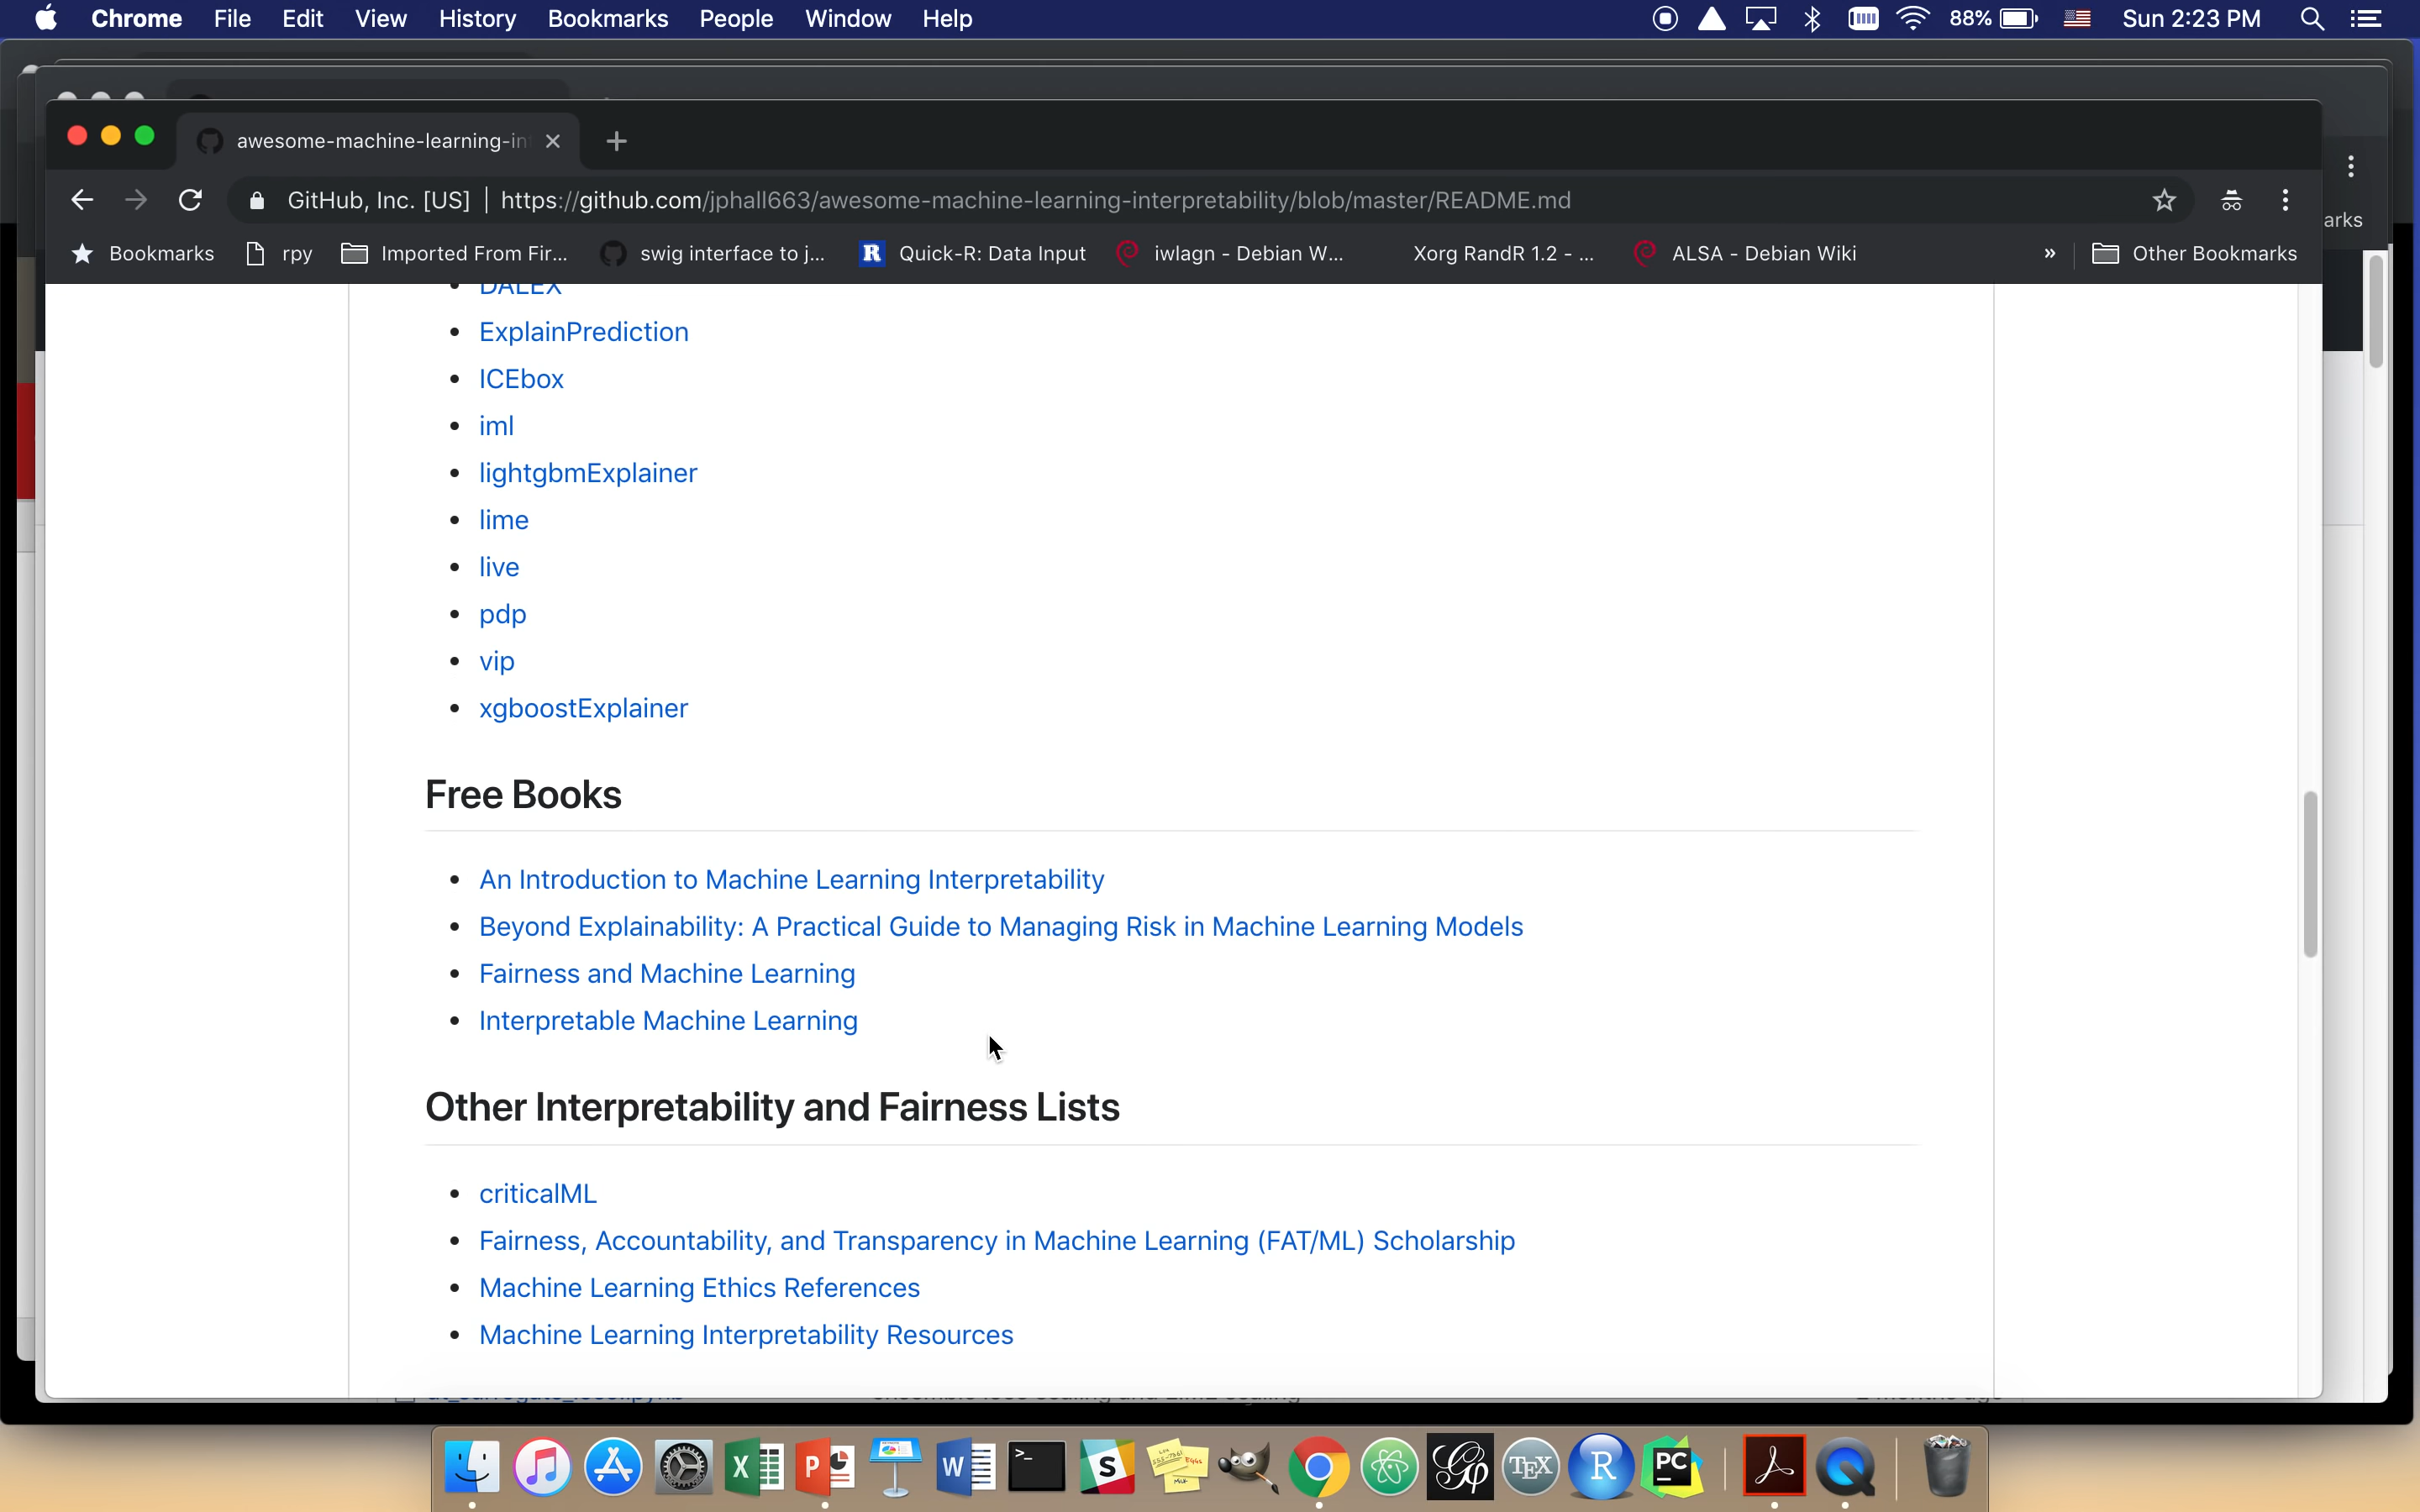 Chrome File Edit View History Bookmarks People Window Help 88% Sun 2:23 PM
awesome-machine-learning-in
GitHub, Inc. [US] https://github.com/jphall663/awesome-machine-learning-interpretability/blob/master/README.md
arks
Bookmarks rpy Imported From Fir... swig interface to j... Quick-R: Data Input iwlagn - Debian W... Xorg RandR 1.2 - ... ALSA - Debian Wiki » Other Bookmarks
DALEX
ExplainPrediction
ICEbox
iml
lightgbmExplainer
lime
live
pdp
vip
xgboostExplainer
Free Books
An Introduction to Machine Learning Interpretability
Beyond Explainability: A Practical Guide to Managing Risk in Machine Learning Models
Fairness and Machine Learning
Interpretable Machine Learning
Other Interpretability and Fairness Lists
criticalML
Fairness, Accountability, and Transparency in Machine Learning (FAT/ML) Scholarship
Machine Learning Ethics References
Machine Learning Interpretability Resources
X P W >_ S TEX R PC